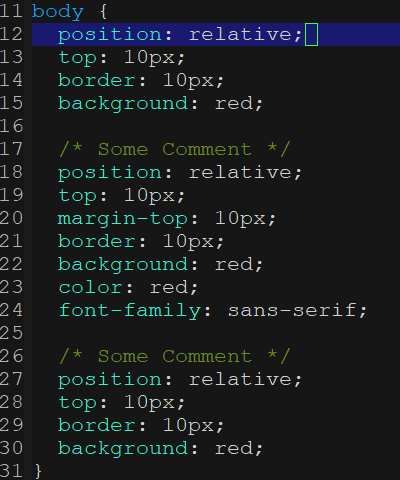 11 body {
12   position: relative;
13   top: 10px;
14   border: 10px;
15   background: red;
16
17   /* Some Comment */
18   position: relative;
19   top: 10px;
20   margin-top: 10px;
21   border: 10px;
22   background: red;
23   color: red;
24   font-family: sans-serif;
25
26   /* Some Comment */
27   position: relative;
28   top: 10px;
29   border: 10px;
30   background: red;
31 }